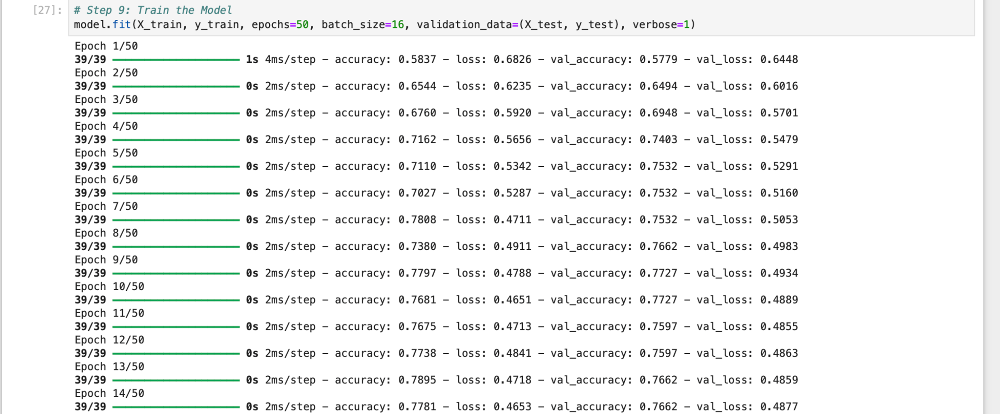 [27]: # Step 9: Train the Model
model.fit(X_train, y_train, epochs=50, batch_size=16, validation_data=(X_test, y_test), verbose=1)
Epoch 1/50
39/39 1s 4ms/step - accuracy: 0.5837 - loss: 0.6826 - val_accuracy: 0.5779 - val_loss: 0.6448
Epoch 2/50
39/39 0s 2ms/step - accuracy: 0.6544 - loss: 0.6235 - val_accuracy: 0.6494 - val_loss: 0.6016
Epoch 3/50
39/39 0s 2ms/step - accuracy: 0.6760 - loss: 0.5920 - val_accuracy: 0.6948 - val_loss: 0.5701
Epoch 4/50
39/39 0s 2ms/step - accuracy: 0.7162 - loss: 0.5656 - val_accuracy: 0.7403 - val_loss: 0.5479
Epoch 5/50
39/39 0s 2ms/step - accuracy: 0.7110 - loss: 0.5342 - val_accuracy: 0.7532 - val_loss: 0.5291
Epoch 6/50
39/39 0s 2ms/step - accuracy: 0.7027 - loss: 0.5287 - val_accuracy: 0.7532 - val_loss: 0.5160
Epoch 7/50
39/39 0s 2ms/step - accuracy: 0.7808 - loss: 0.4711 - val_accuracy: 0.7532 - val_loss: 0.5053
Epoch 8/50
39/39 0s 2ms/step - accuracy: 0.7380 - loss: 0.4911 - val_accuracy: 0.7662 - val_loss: 0.4983
Epoch 9/50
39/39 0s 2ms/step - accuracy: 0.7797 - loss: 0.4788 - val_accuracy: 0.7727 - val_loss: 0.4934
Epoch 10/50
39/39 0s 2ms/step - accuracy: 0.7681 - loss: 0.4651 - val_accuracy: 0.7727 - val_loss: 0.4889
Epoch 11/50
39/39 0s 2ms/step - accuracy: 0.7675 - loss: 0.4713 - val_accuracy: 0.7597 - val_loss: 0.4855
Epoch 12/50
39/39 0s 2ms/step - accuracy: 0.7738 - loss: 0.4841 - val_accuracy: 0.7597 - val_loss: 0.4863
Epoch 13/50
39/39 0s 2ms/step - accuracy: 0.7895 - loss: 0.4718 - val_accuracy: 0.7662 - val_loss: 0.4859
Epoch 14/50
39/39 0s 2ms/step - accuracy: 0.7781 - loss: 0.4653 - val_accuracy: 0.7662 - val_loss: 0.4877